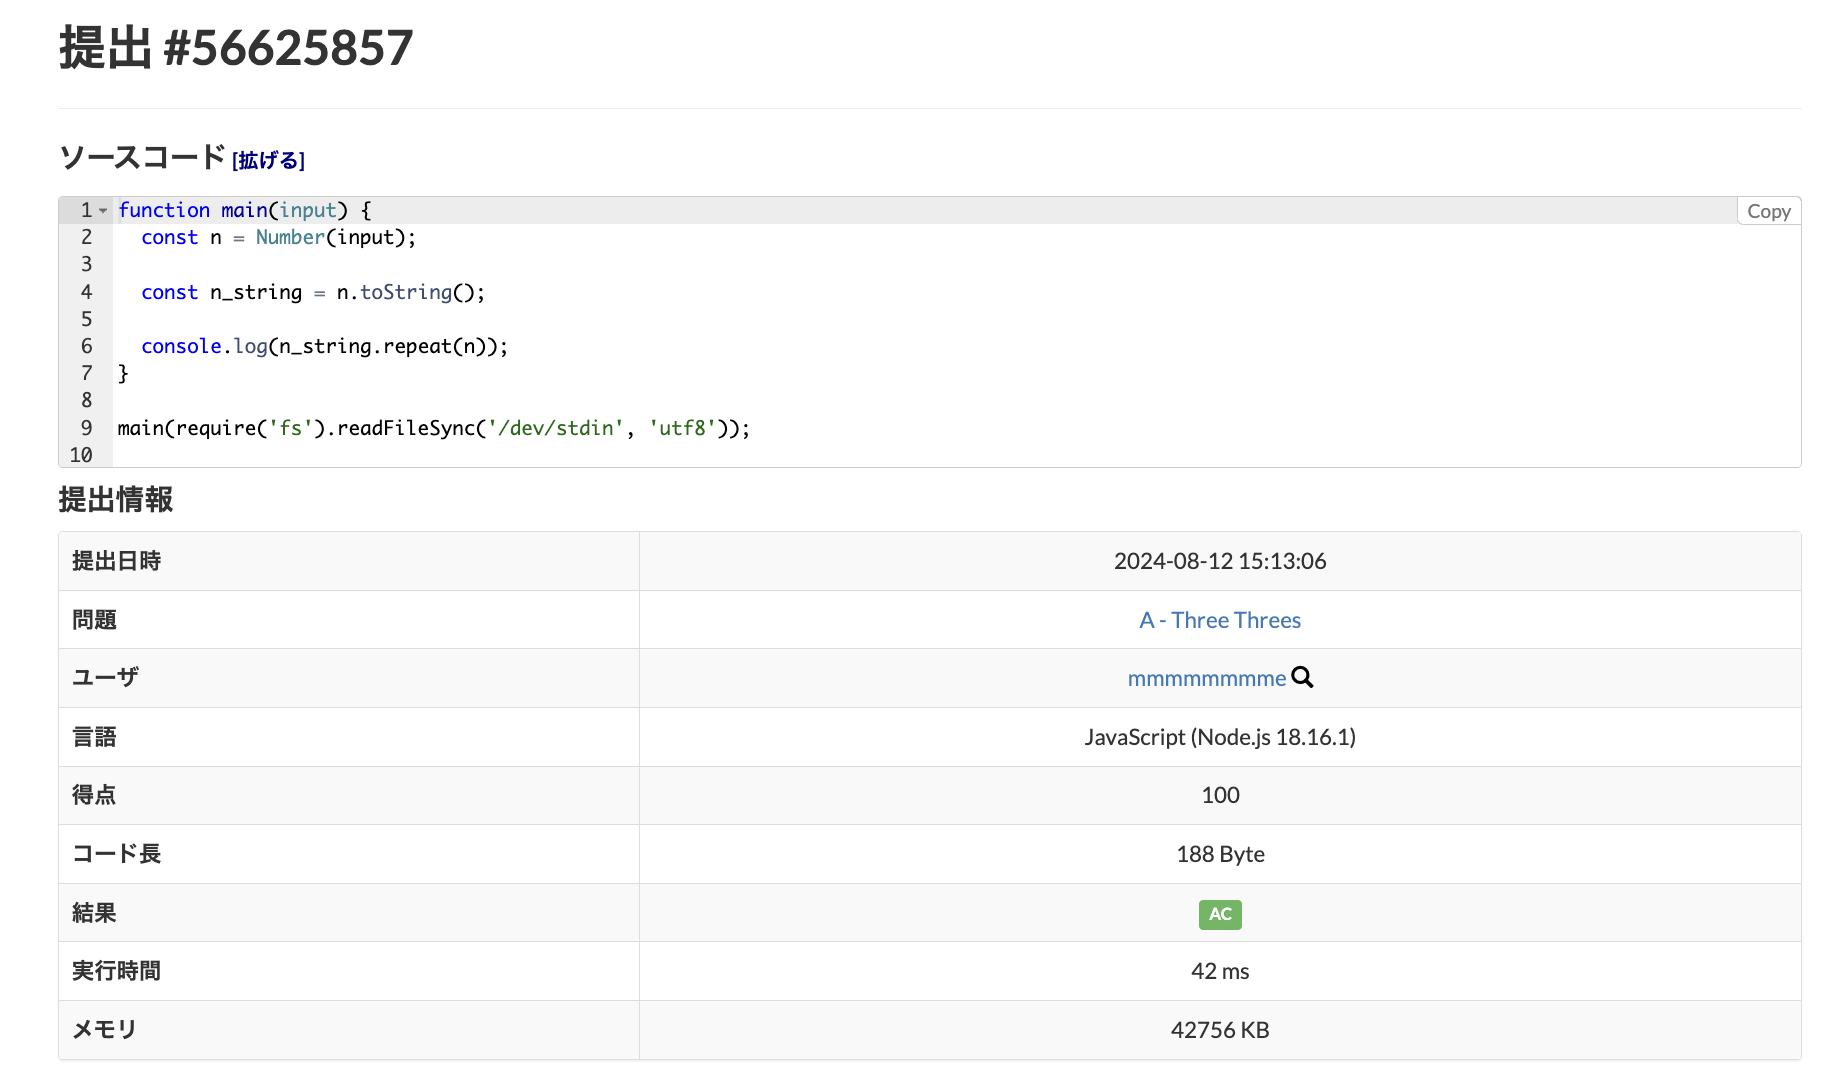 提出 #56625857
ソースコード [拡げる]
Copy
1 function main(input) {
2   const n = Number(input);
3
4   const n_string = n.toString();
5
6   console.log(n_string.repeat(n));
7 }
8
9 main(require('fs').readFileSync('/dev/stdin', 'utf8'));
10
提出情報
提出日時 2024-08-12 15:13:06
問題 A - Three Threes
ユーザ mmmmmmmme
言語 JavaScript (Node.js 18.16.1)
得点 100
コード長 188 Byte
結果 AC
実行時間 42 ms
メモリ 42756 KB